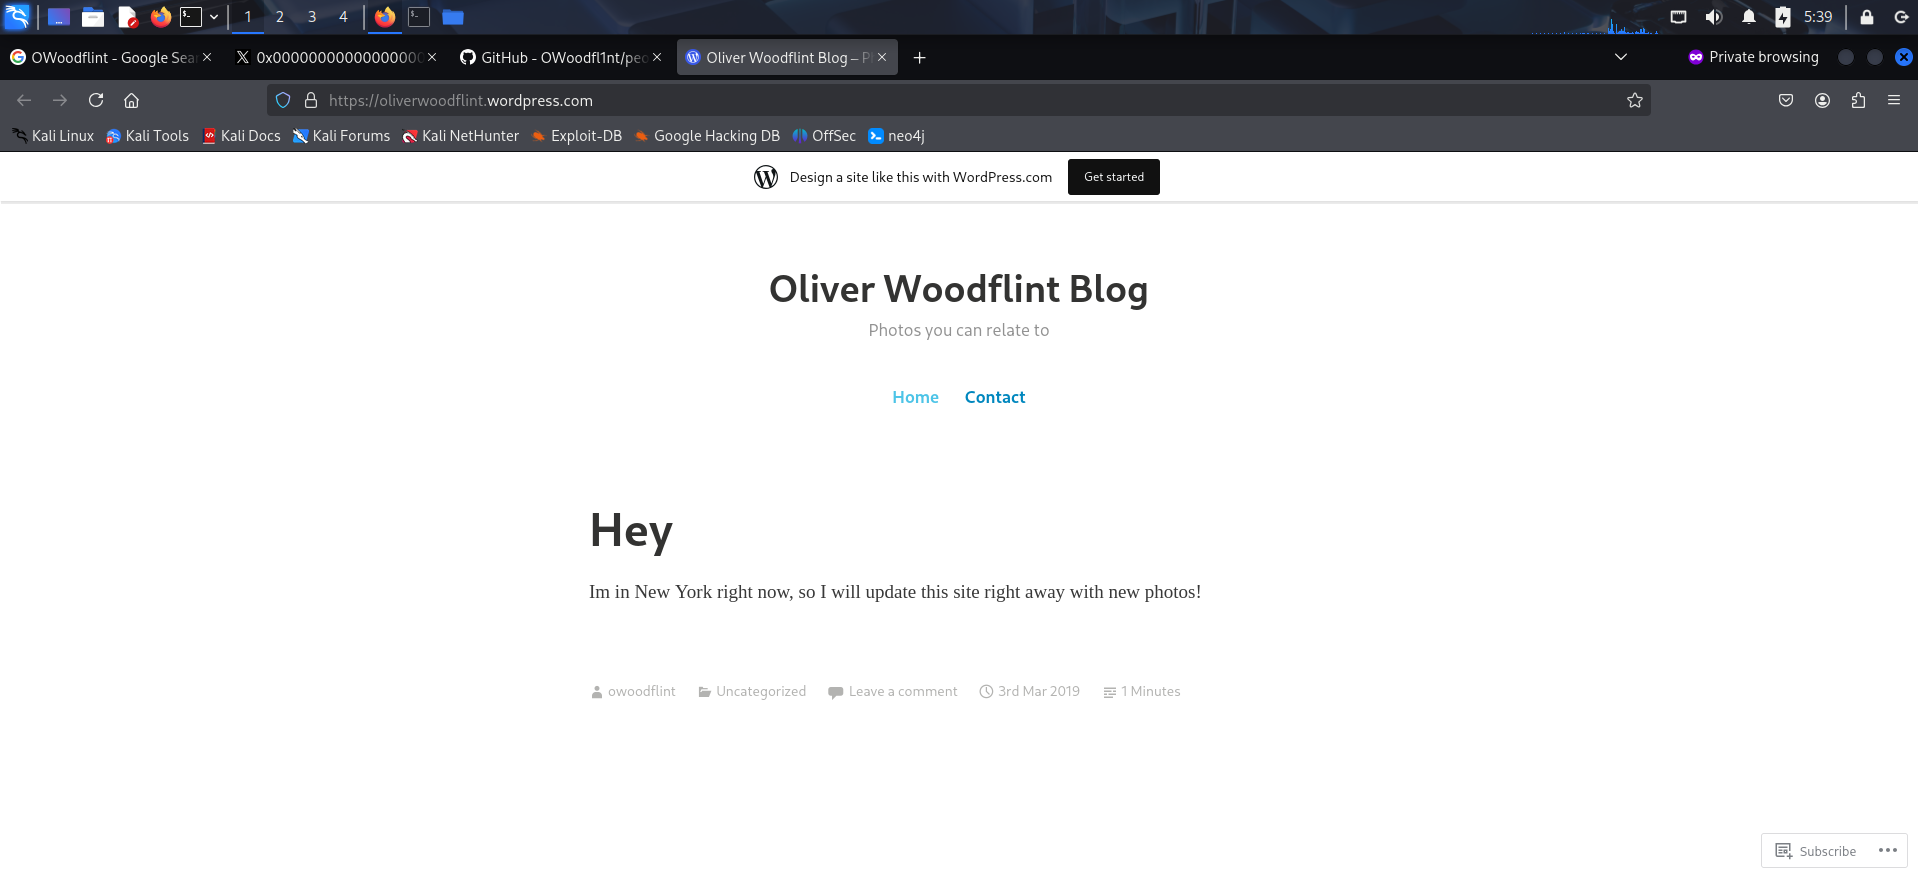 1 2 3 4 5:39
OWoodflint - Google Sea
0x0000000000000000
GitHub - OWoodfl1nt/peo
Oliver Woodflint Blog – P
Private browsing
https://oliverwoodflint.wordpress.com
Kali Linux Kali Tools Kali Docs Kali Forums Kali NetHunter Exploit-DB Google Hacking DB OffSec neo4j
Design a site like this with WordPress.com Get started
Oliver Woodflint Blog
Photos you can relate to
Home Contact
Hey
Im in New York right now, so I will update this site right away with new photos!
owoodflint Uncategorized Leave a comment 3rd Mar 2019 1 Minutes
Subscribe